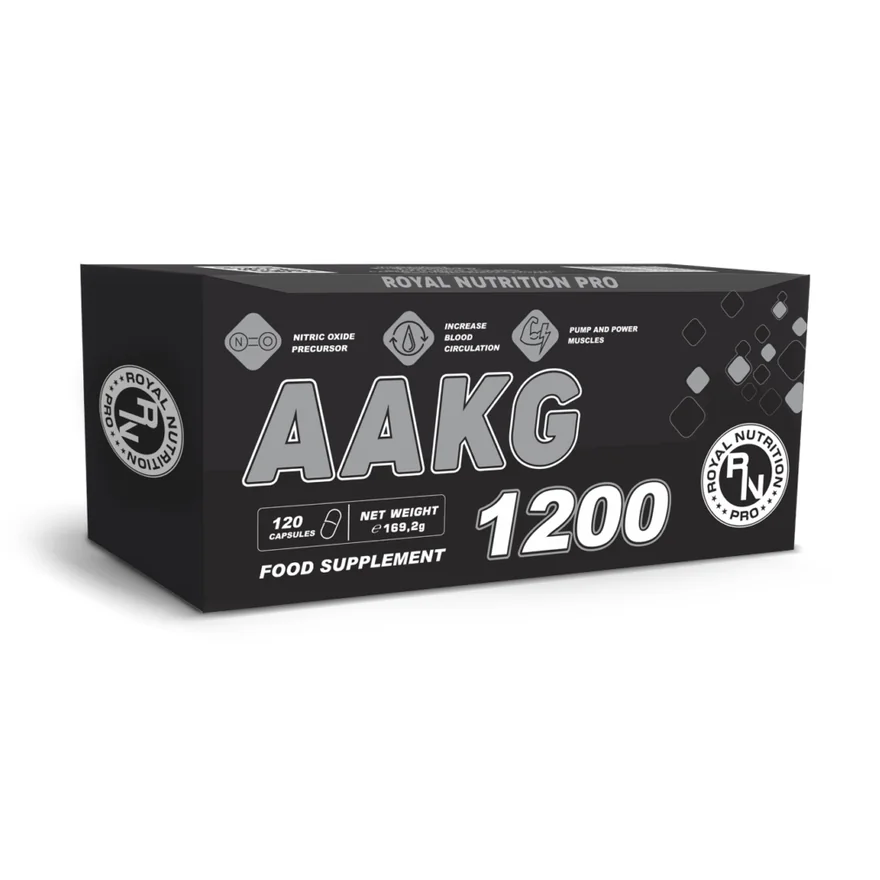 ROYAL NUTRITION PRO
N=O
NITRIC OXIDE
PRECURSOR
INCREASE
BLOOD
CIRCULATION
PUMP AND POWER
MUSCLES
AAKG
1200
120
CAPSULES
NET WEIGHT
℮169,2g
FOOD SUPPLEMENT
ROYAL NUTRITION
RN
PRO
ROYAL NUTRITION
RN
PRO